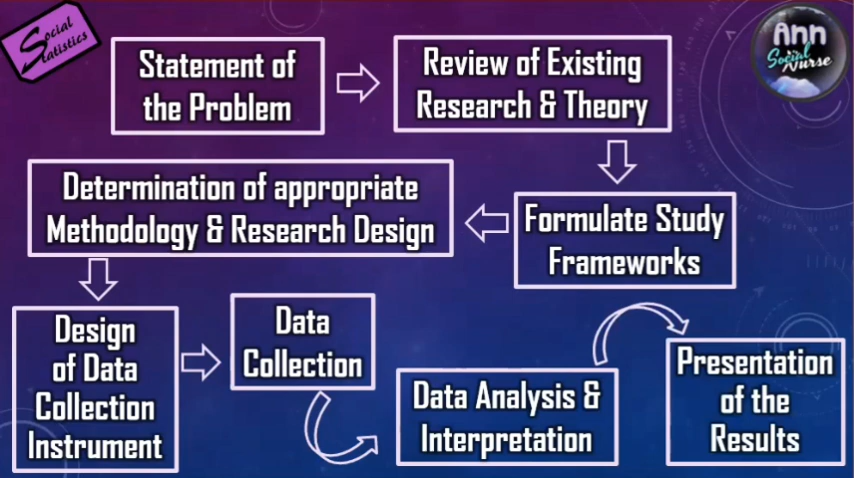 Social
Statistics
Ann
Social
Nurse
Statement of
the Problem
Review of Existing
Research & Theory
Formulate Study
Frameworks
Determination of appropriate
Methodology & Research Design
Design
of Data
Collection
Instrument
Data
Collection
Data Analysis &
Interpretation
Presentation
of the
Results